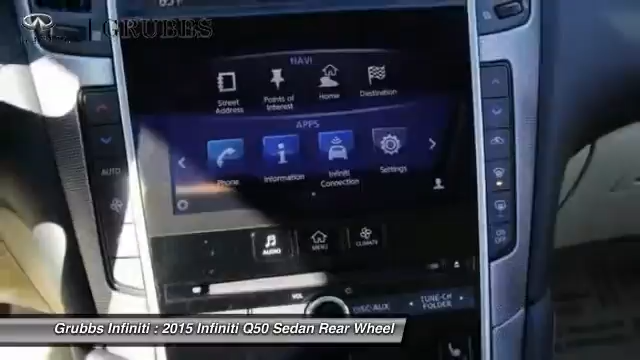 GRUBBS
NAVI
Street Address
Points of Interest
Home
Destination
APPS
Phone
Information
Infiniti Connection
Settings
AUTO
ON OFF
AUDIO
MENU
CLIMATE
VOL
DISC·AUX
TUNE·CH FOLDER
Grubbs Infiniti : 2015 Infiniti Q50 Sedan Rear Wheel